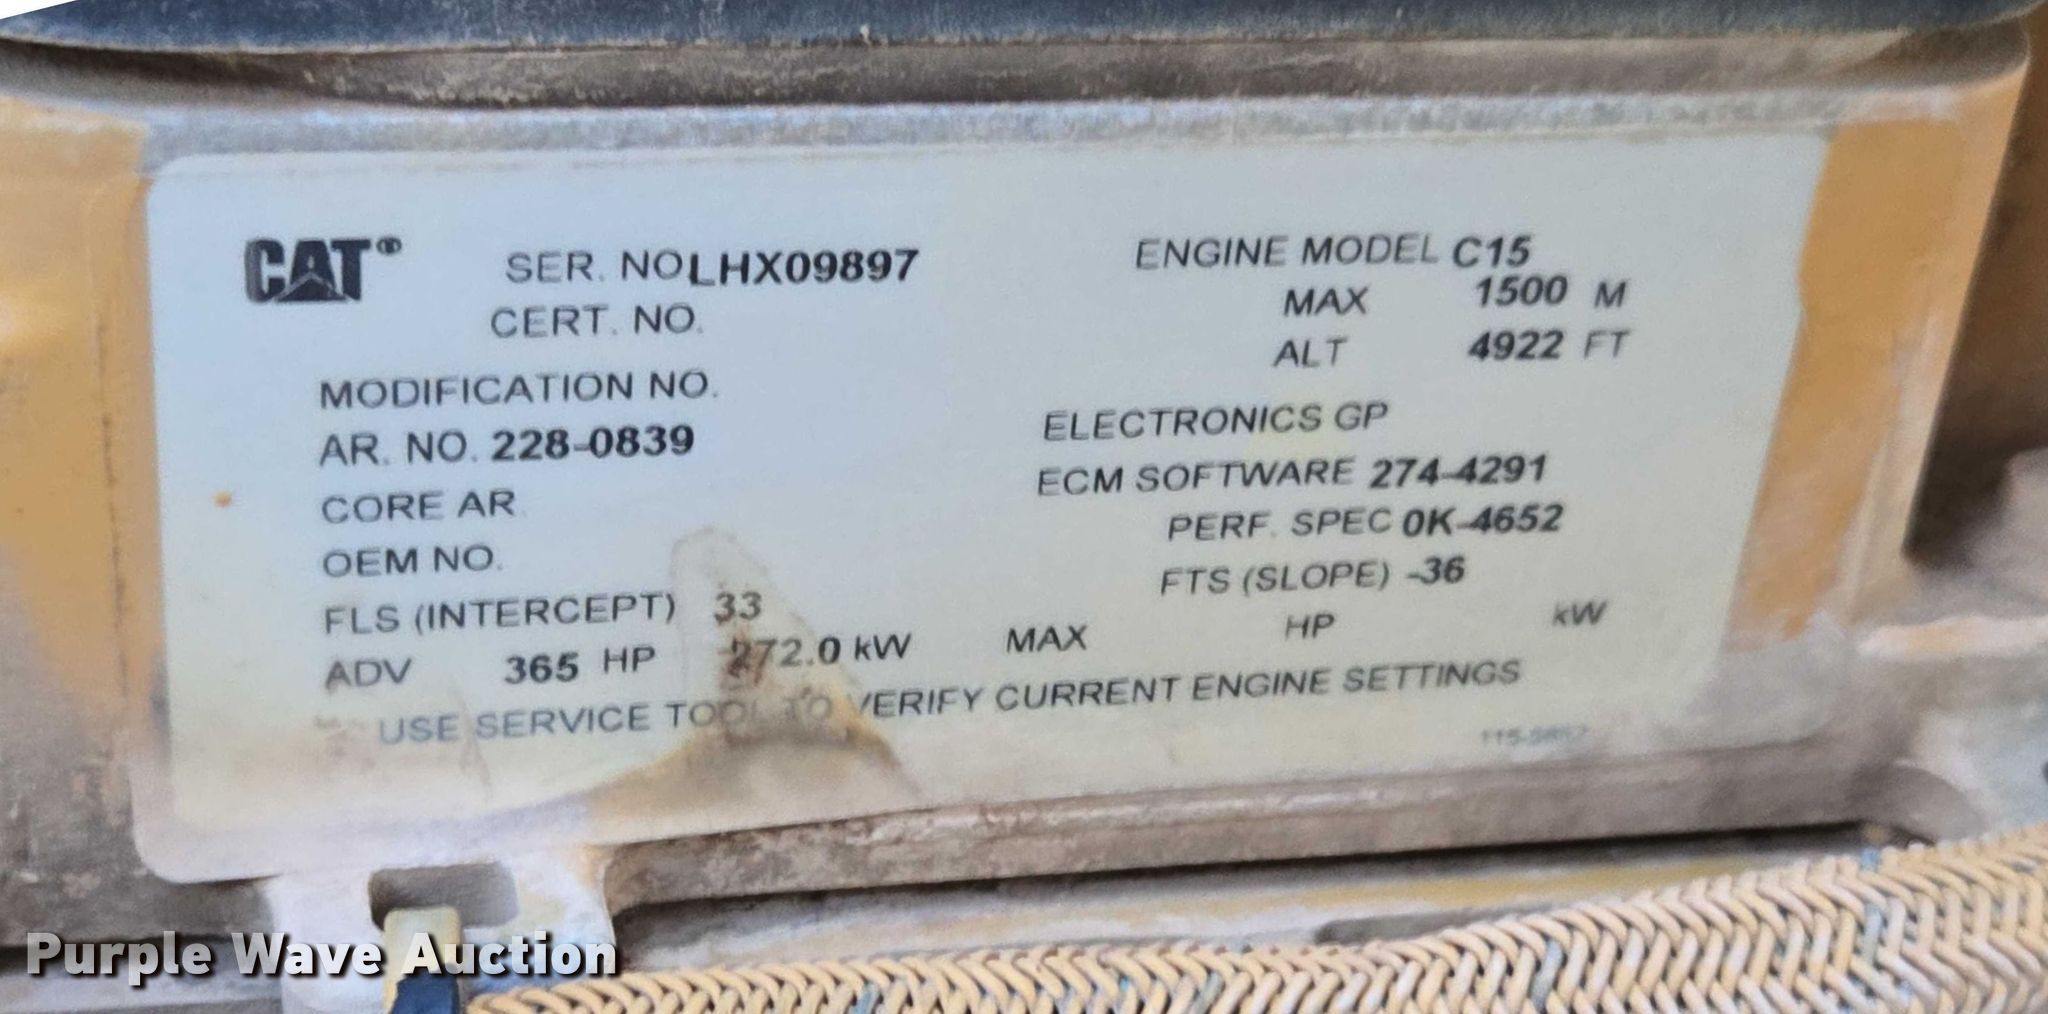 CAT® SER. NO LHX09897 ENGINE MODEL C15
CERT. NO. MAX 1500 M
ALT 4922 FT
MODIFICATION NO.
AR. NO. 228-0839 ELECTRONICS GP
ECM SOFTWARE 274-4291
CORE AR PERF. SPEC 0K-4652
OEM NO. FTS (SLOPE) -36
FLS (INTERCEPT) 33
ADV 365 HP 272.0 kW MAX HP kW
USE SERVICE TOOL TO VERIFY CURRENT ENGINE SETTINGS
Purple Wave Auction